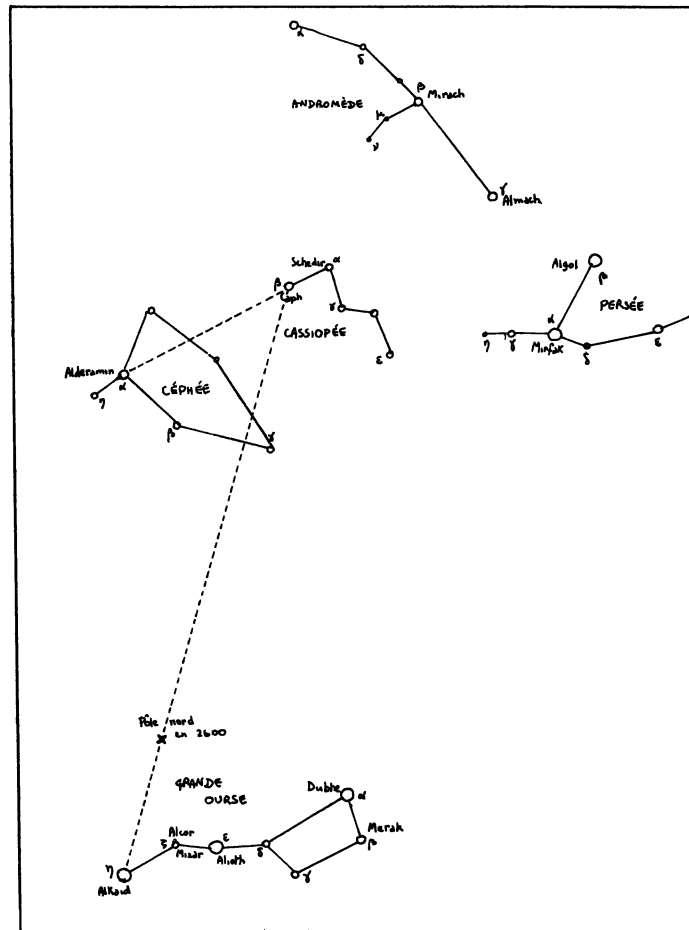 α
δ
β
Mirach
ANDROMÈDE
μ
ν
γ
Almach
Schedir α
β
Caph
γ
CASSIOPÉE
ε
Algol
β
PERSÉE
α
η γ
Mirfak
δ
ε
Alderamin
α
η
CÉPHÉE
β
γ
Pôle nord
en 2600
GRANDE
OURSE
Dubhe
α
Alcor
ζ
Mizar
ε
Alioth
δ
Merak
β
γ
η
Alkaid